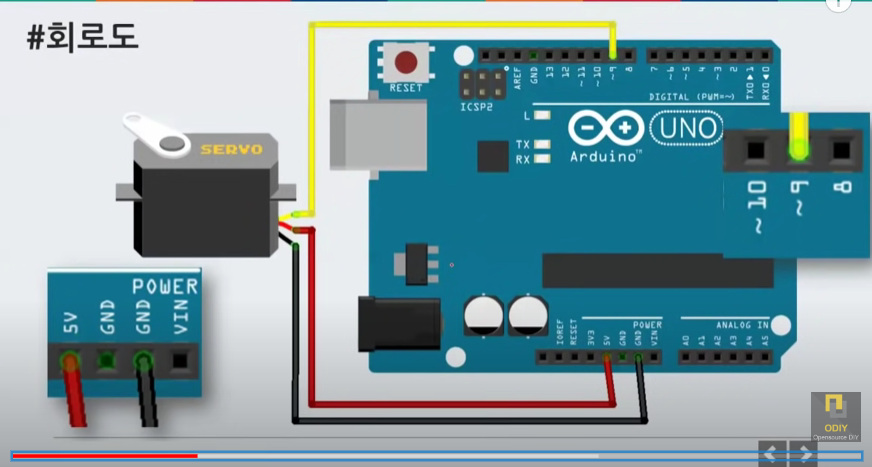 #회로도
RESET
ICSP2
AREF
GND
13
12
~11
~10
~9
8
7
~6
~5
4
~3
2
TXD▶1
RXD◀0
DIGITAL (PWM=~)
L
TX
RX
UNO
Arduino™
SERVO
~10
~9
8
POWER
5V
GND
GND
VIN
POWER
ANALOG IN
IOREF
RESET
3V3
5V
GND
GND
VIN
A0
A1
A2
A3
A4
A5
ODIY
Opensource DIY